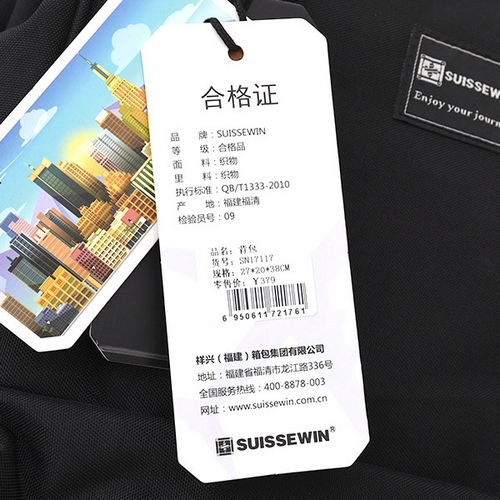 合格证
品 牌：SUISSEWIN
等 级：合格品
面 料：织物
里 料：织物
执行标准：QB/T1333-2010
产 地：福建福清
检验员号：09
品名：背包
货号：SN17117
规格：27*20*38CM
零售价：￥379
6 950611 721761
祥兴（福建）箱包集团有限公司
地址：福建省福清市龙江路336号
全国服务热线：400-8878-003
网址：www.suissewin.com.cn
SUISSEWIN®
SUISSEWIN
Enjoy your journ